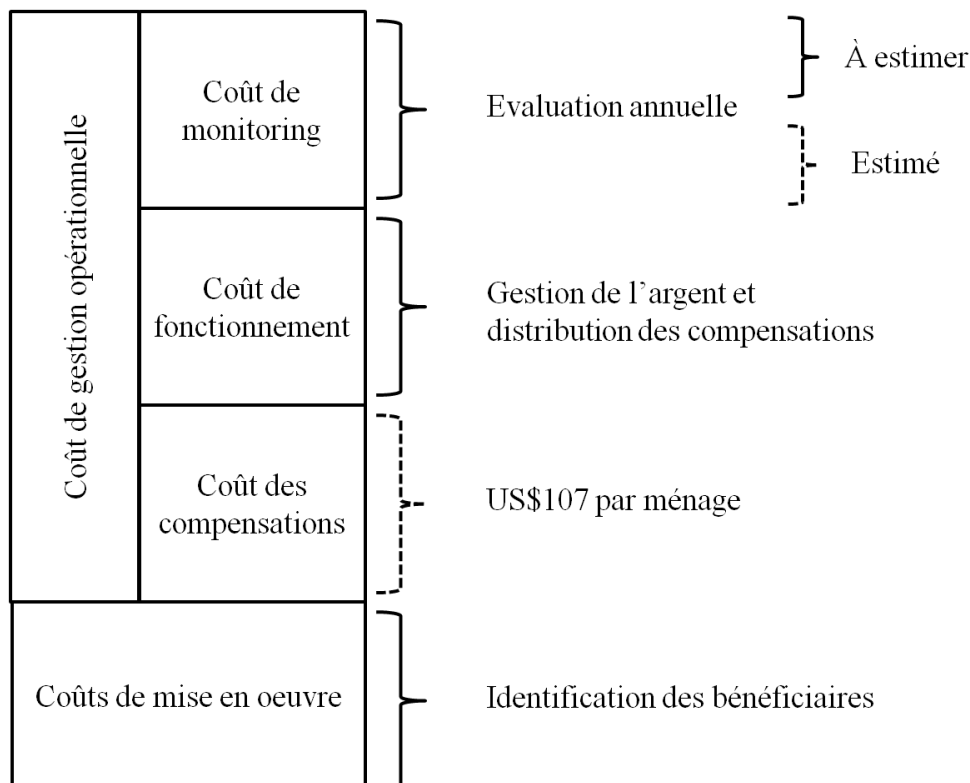 Coût de gestion opérationnelle
Coût de
monitoring
Evaluation annuelle
À estimer
Estimé
Coût de
fonctionnement
Gestion de l’argent et
distribution des compensations
Coût des
compensations
US$107 par ménage
Coûts de mise en oeuvre
Identification des bénéficiaires